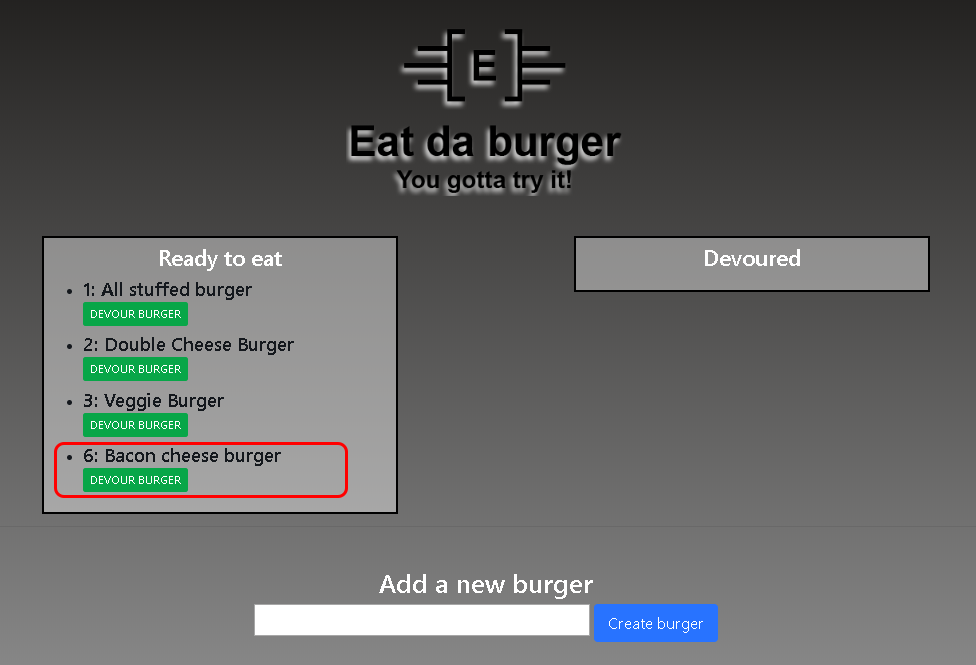 [E]
Eat da burger
You gotta try it!
Ready to eat
1: All stuffed burger
DEVOUR BURGER
2: Double Cheese Burger
DEVOUR BURGER
3: Veggie Burger
DEVOUR BURGER
6: Bacon cheese burger
DEVOUR BURGER
Devoured
Add a new burger
Create burger